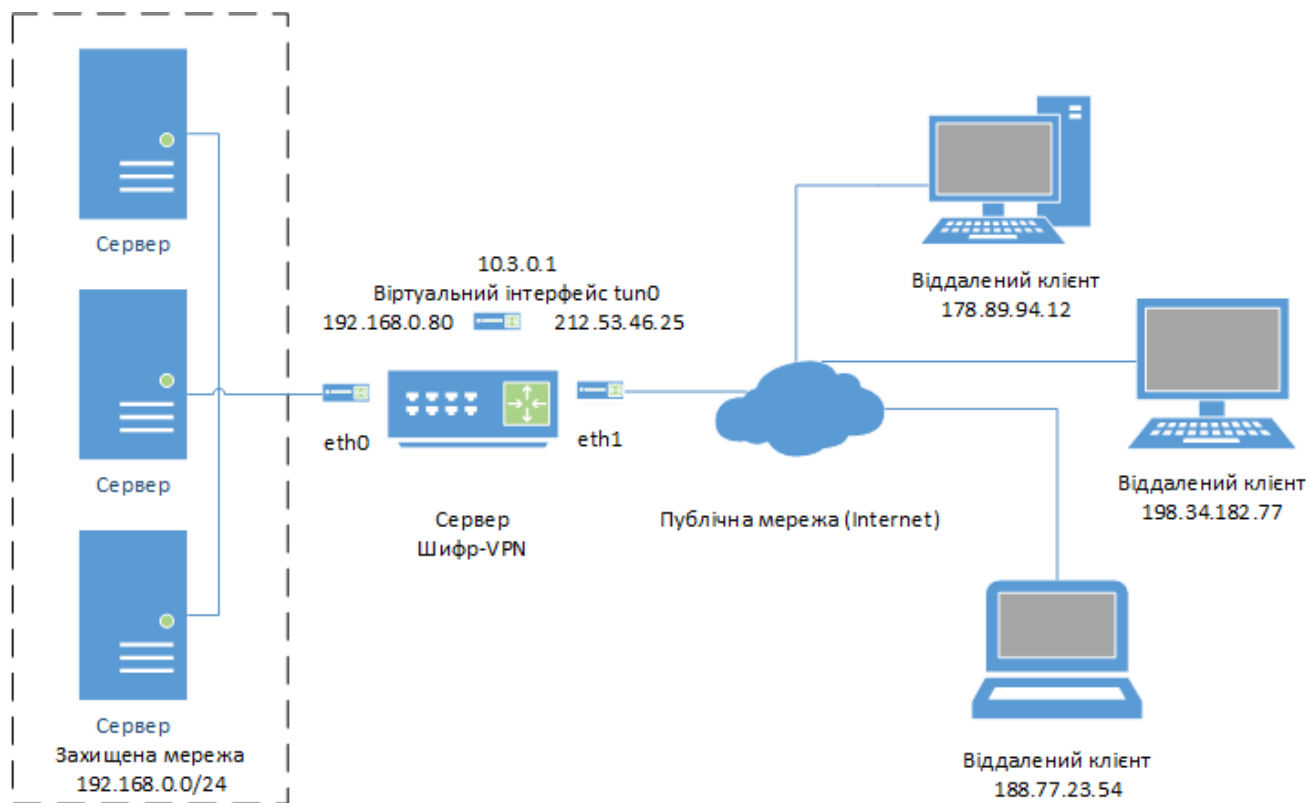 Сервер
Сервер
Сервер
Захищена мережа
192.168.0.0/24
10.3.0.1
Віртуальний інтерфейс tun0
192.168.0.80
212.53.46.25
eth0
eth1
Сервер
Шифр-VPN
Публічна мережа (Internet)
Віддалений клієнт
178.89.94.12
Віддалений клієнт
198.34.182.77
Віддалений клієнт
188.77.23.54